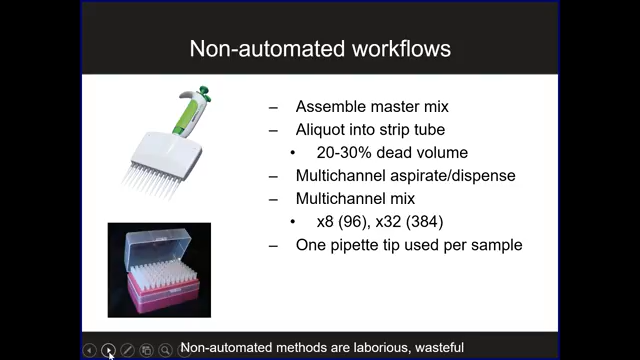 Non-automated workflows
– Assemble master mix
– Aliquot into strip tube
• 20-30% dead volume
– Multichannel aspirate/dispense
– Multichannel mix
• x8 (96), x32 (384)
– One pipette tip used per sample
Non-automated methods are laborious, wasteful